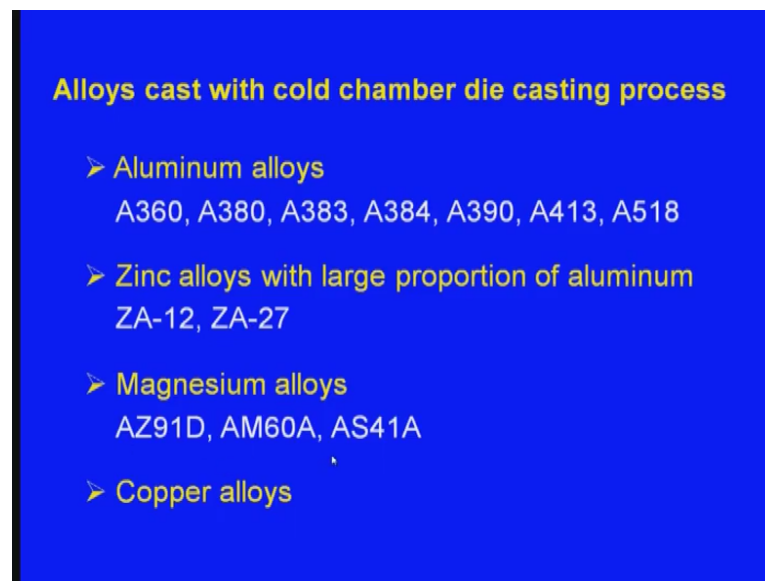 Alloys cast with cold chamber die casting process
➢ Aluminum alloys
A360, A380, A383, A384, A390, A413, A518
➢ Zinc alloys with large proportion of aluminum
ZA-12, ZA-27
➢ Magnesium alloys
AZ91D, AM60A, AS41A
➢ Copper alloys